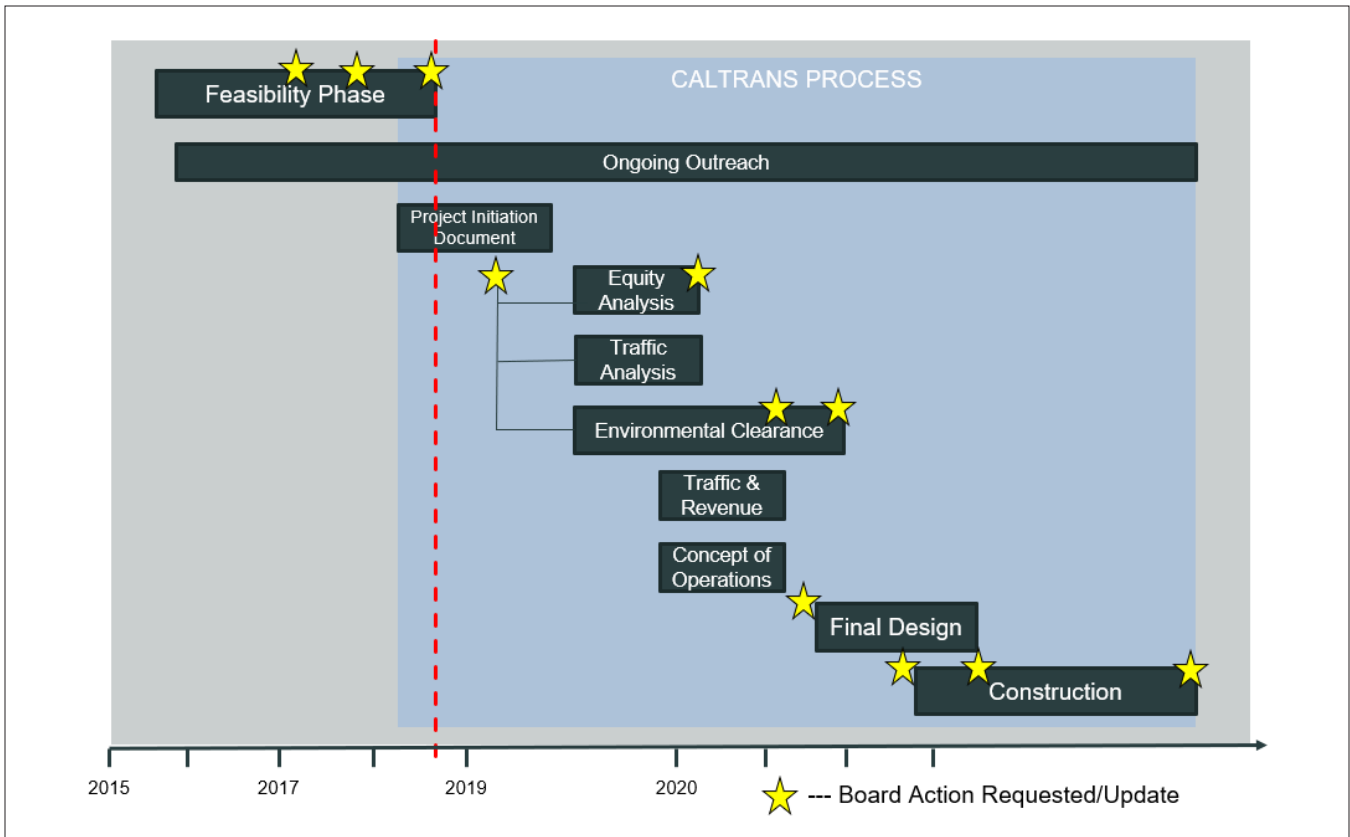 CALTRANS PROCESS
Feasibility Phase
Ongoing Outreach
Project Initiation
Document
Equity
Analysis
Traffic
Analysis
Environmental Clearance
Traffic &
Revenue
Concept of
Operations
Final Design
Construction
2015
2017
2019
2020
--- Board Action Requested/Update